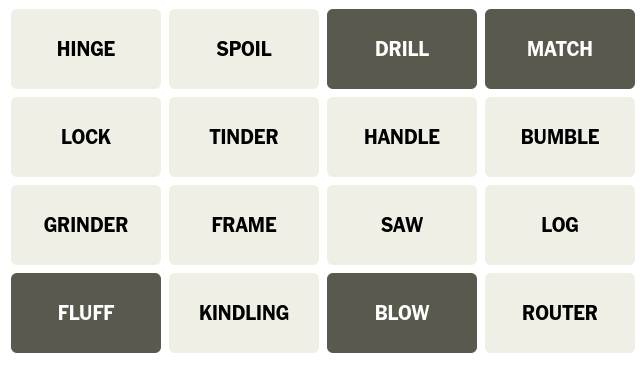 HINGE SPOIL DRILL MATCH
LOCK TINDER HANDLE BUMBLE
GRINDER FRAME SAW LOG
FLUFF KINDLING BLOW ROUTER